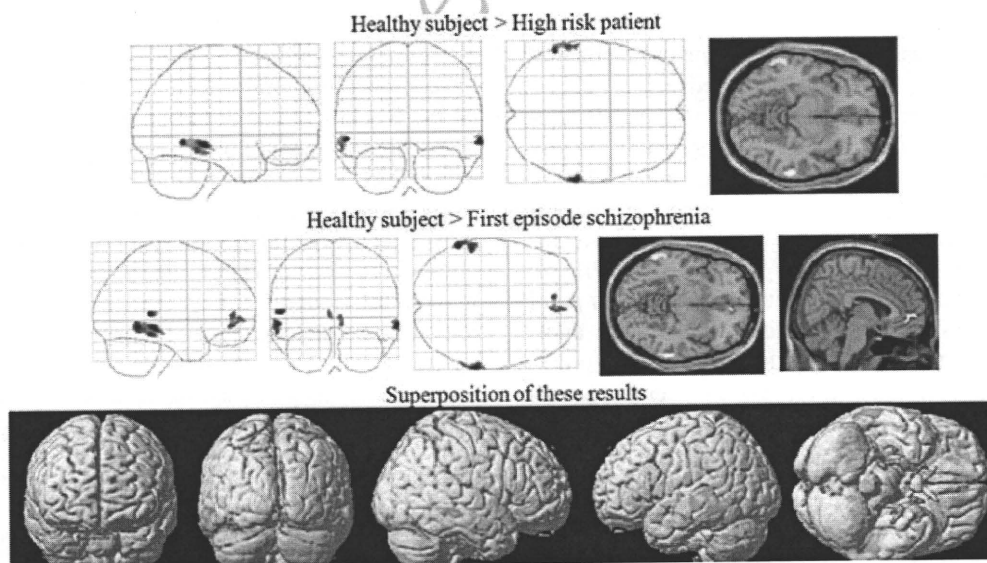 Healthy subject > High risk patient
Healthy subject > First episode schizophrenia
Superposition of these results